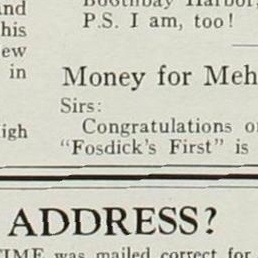 and
his
ew
in
igh
Boothbay Harbor,
P.S. I am, too!
Money for Meh
Sirs:
Congratulations o
"Fosdick's First" is
ADDRESS?
TIME was mailed correct for